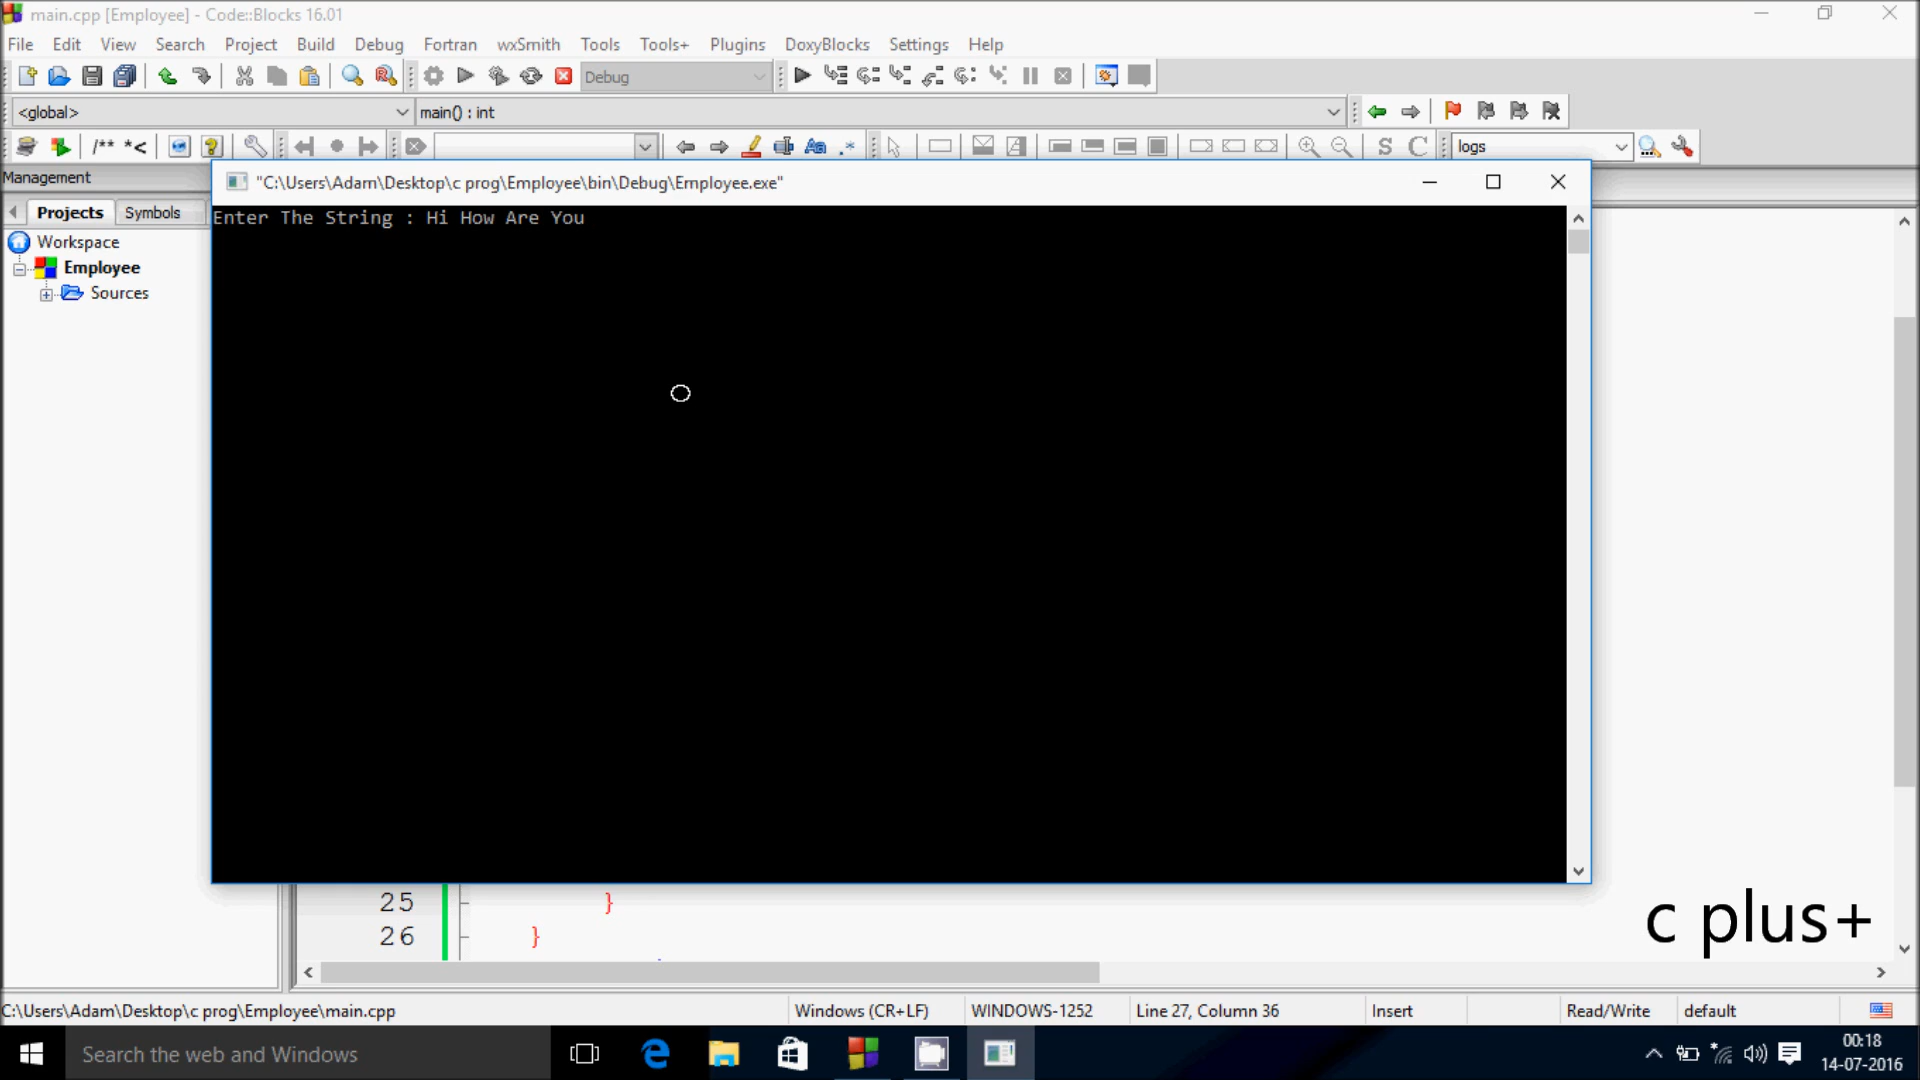 main.cpp [Employee] - Code::Blocks 16.01
File Edit View Search Project Build Debug Fortran wxSmith Tools Tools+ Plugins DoxyBlocks Settings Help
Debug
<global> main() : int
/** *< .* S C logs
Management
"C:\Users\Adam\Desktop\c prog\Employee\bin\Debug\Employee.exe"
Projects Symbols
Enter The String : Hi How Are You
Workspace
Employee
Sources
25 }
26 }
c plus+
C:\Users\Adam\Desktop\c prog\Employee\main.cpp Windows (CR+LF) WINDOWS-1252 Line 27, Column 36 Insert Read/Write default
Search the web and Windows
00:18
14-07-2016